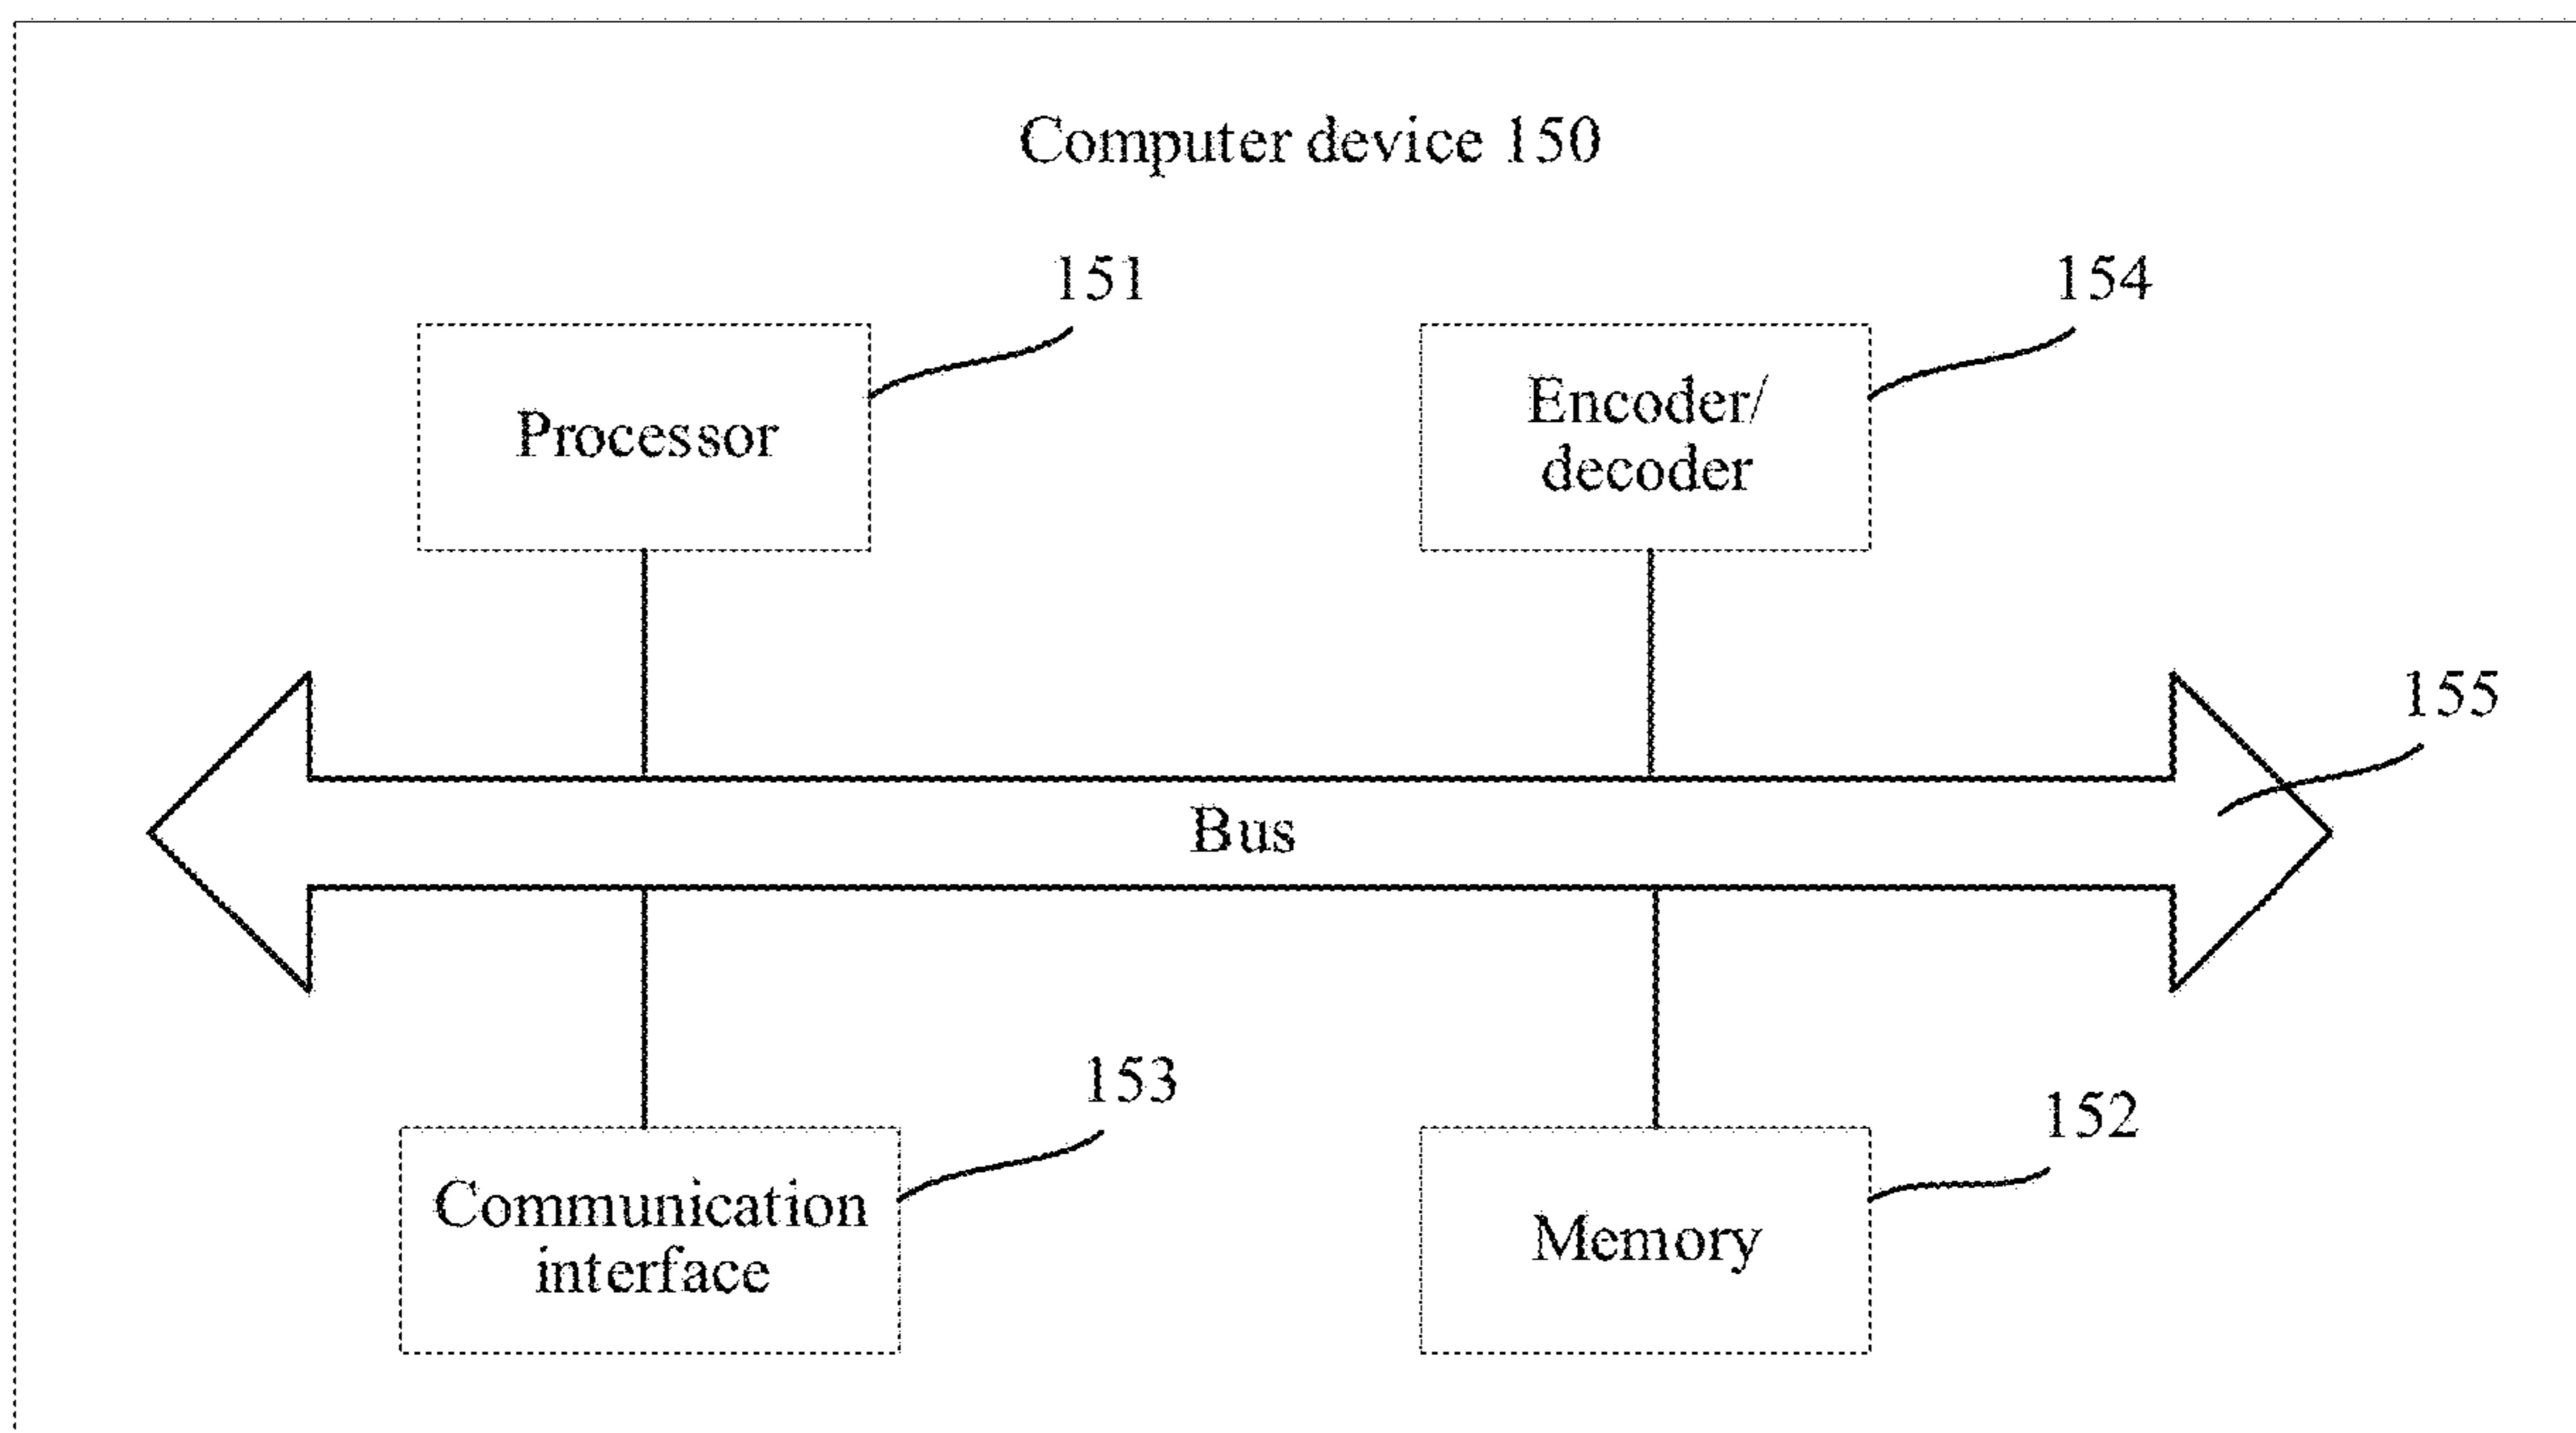 Computer device 150
151
154
Processor
Encoder/
decoder
155
Bus
153
152
Communication
interface
Memory